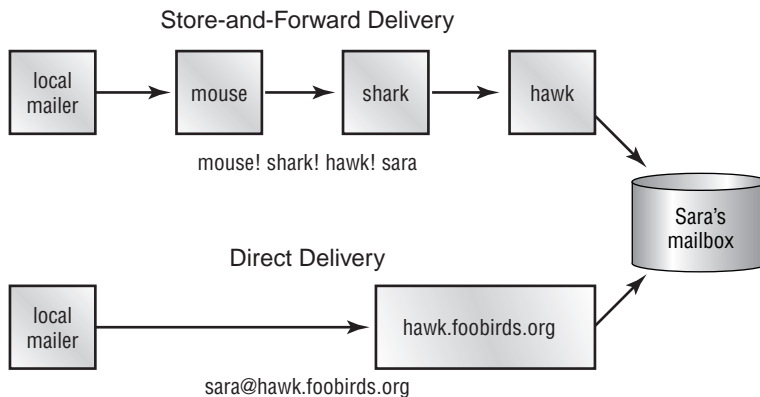 Store-and-Forward Delivery
local
mailer
mouse
shark
hawk
mouse! shark! hawk! sara
Sara’s
mailbox
Direct Delivery
local
mailer
hawk.foobirds.org
sara@hawk.foobirds.org